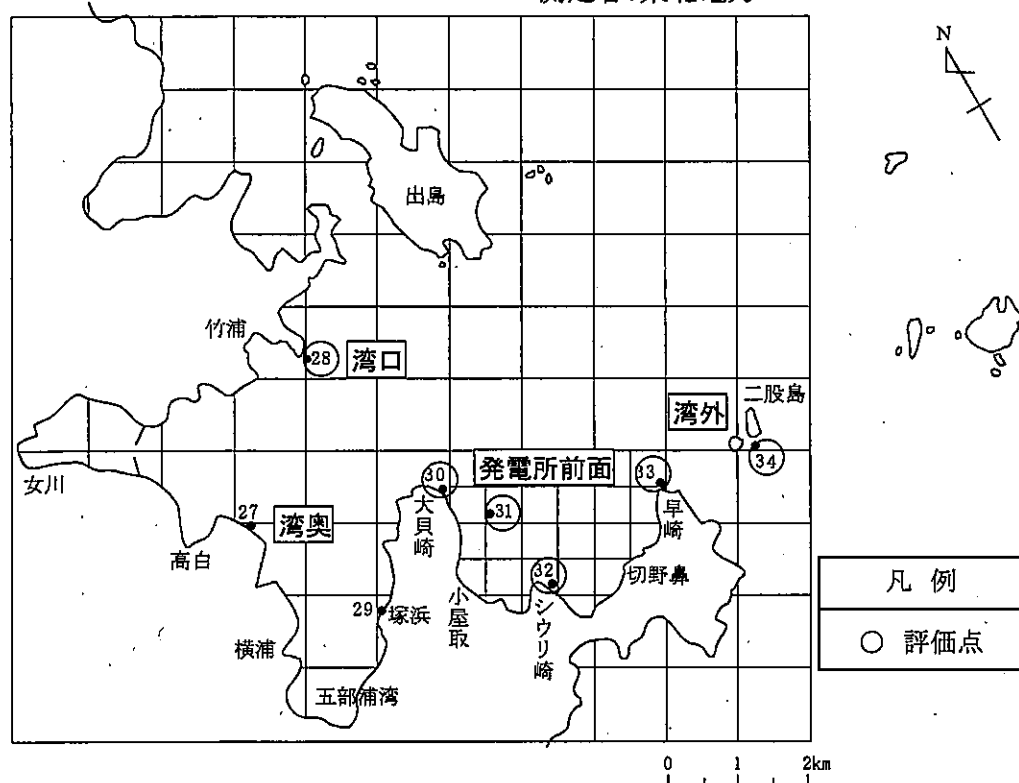 N
出島
竹浦
28
湾口
二股島
湾外
34
女川
30
発電所前面
33
大貝崎
31
早崎
27
湾奥
高白
32
切野鼻
29
塚浜
小屋取
シウリ崎
横浦
五部浦湾
凡例
○ 評価点
0 1 2km